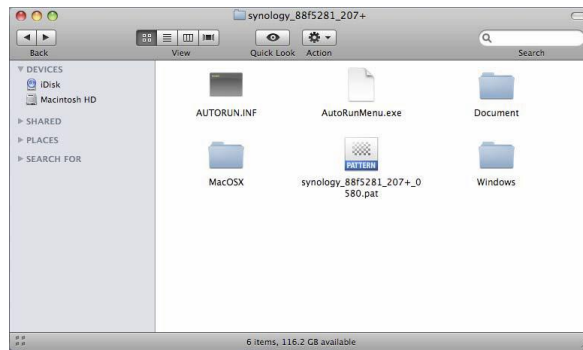 synology_88f5281_207+
Back
View
Quick Look
Action
Search
DEVICES
iDisk
Macintosh HD
SHARED
PLACES
SEARCH FOR
AUTORUN.INF
AutoRunMenu.exe
Document
MacOSX
PATTERN
synology_88f5281_207+_0
580.pat
Windows
6 items, 116.2 GB available